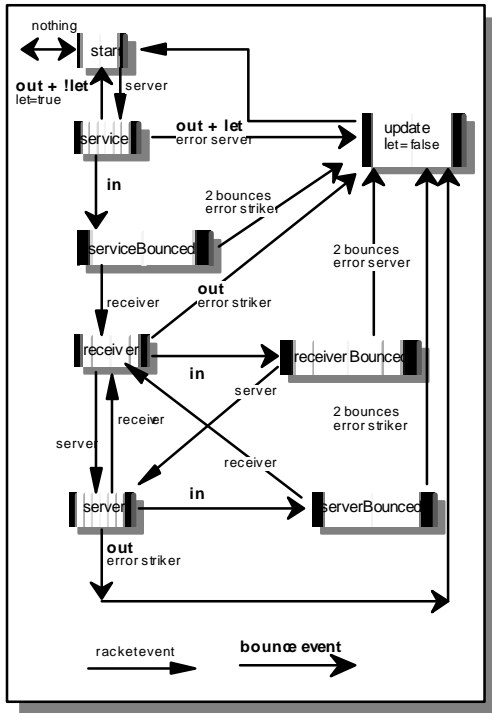 nothing
start
out + !let
let=true
server
service
out + let
error server
update
let=false
in
2 bounces
error striker
serviceBounced
2 bounces
error server
receiver
out
error striker
receiver
in
receiver Bounced
server
2 bounces
error striker
receiver
server
receiver
in
server
serverBounced
out
error striker
racketevent
bounce event